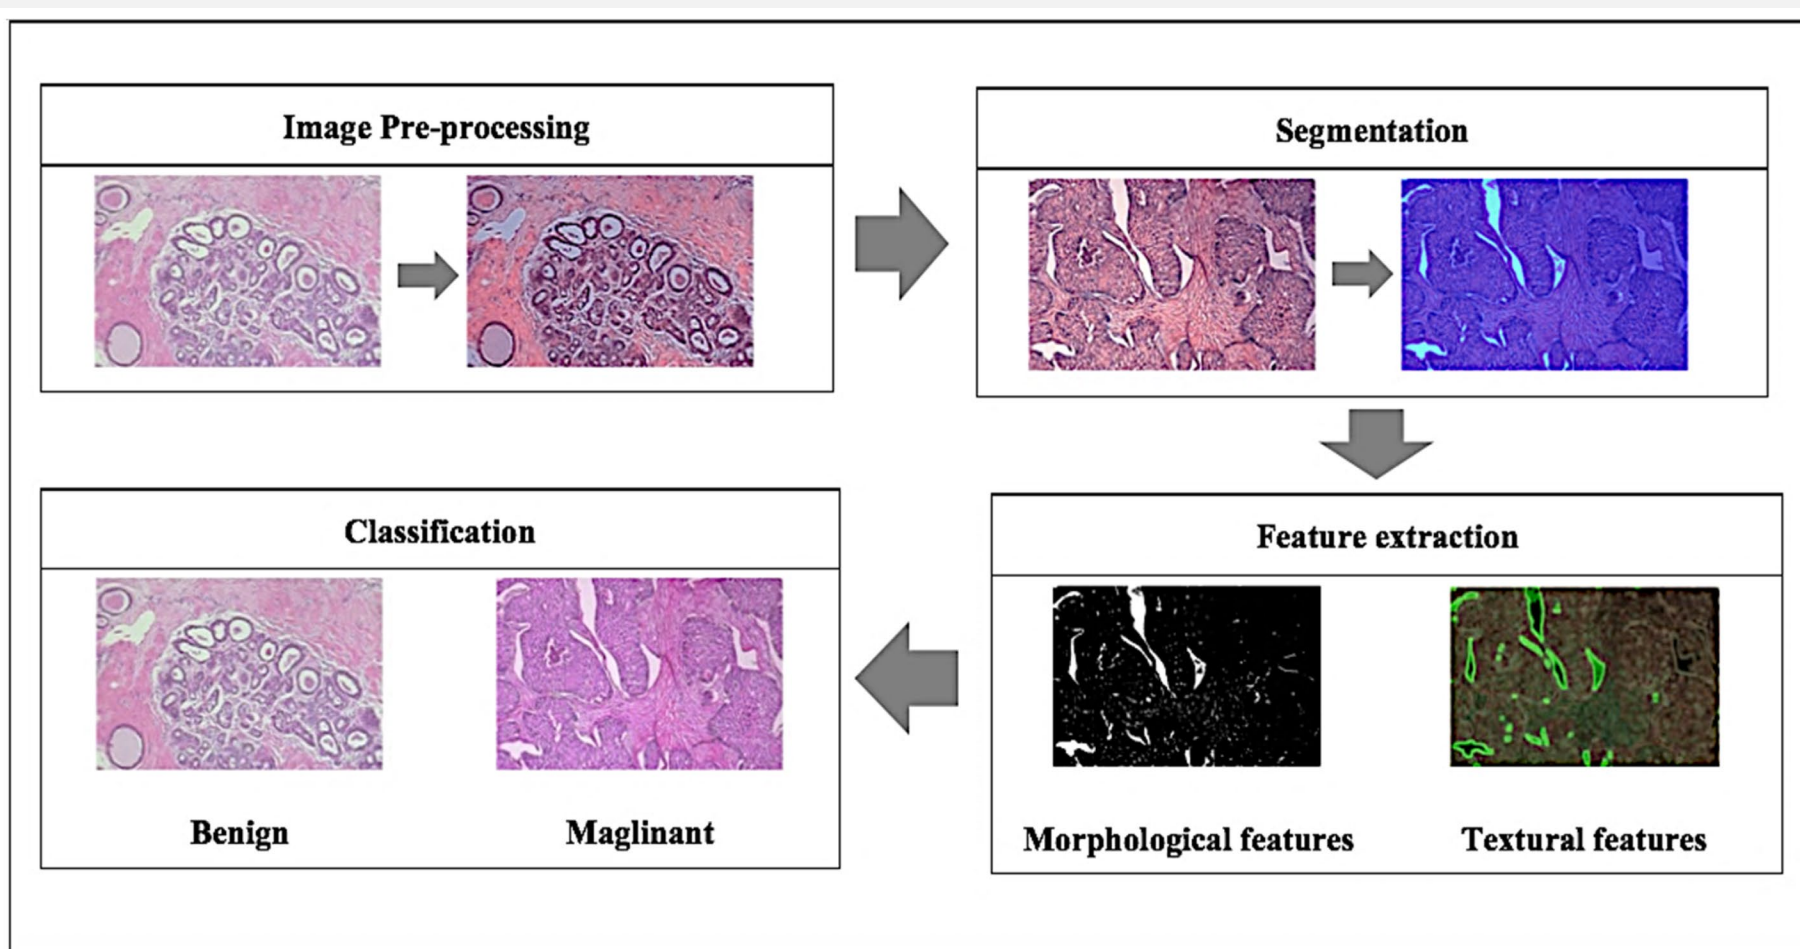 Image Pre-processing
Segmentation
Classification
Feature extraction
Benign
Maglinant
Morphological features
Textural features